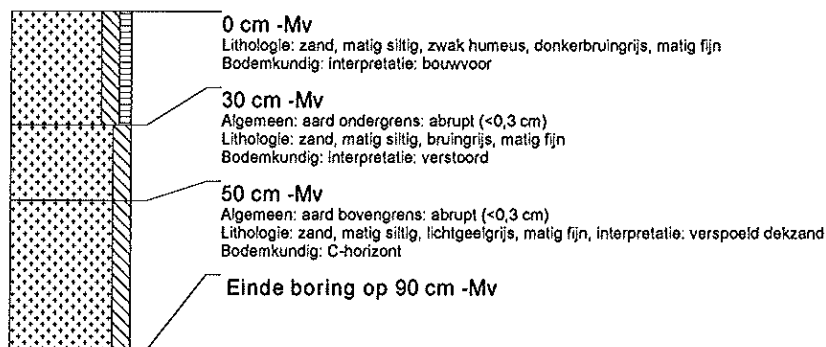 0 cm -Mv
Lithologie: zand, matig siltig, zwak humeus, donkerbruingrijs, matig fijn
Bodemkundig: interpretatie: bouwvoor
30 cm -Mv
Algemeen: aard ondergrens: abrupt (<0,3 cm)
Lithologie: zand, matig siltig, bruingrijs, matig fijn
Bodemkundig: interpretatie: verstoord
50 cm -Mv
Algemeen: aard bovengrens: abrupt (<0,3 cm)
Lithologie: zand, matig siltig, lichtgeelgrijs, matig fijn, interpretatie: verspoeld dekzand
Bodemkundig: C-horizont
Einde boring op 90 cm -Mv